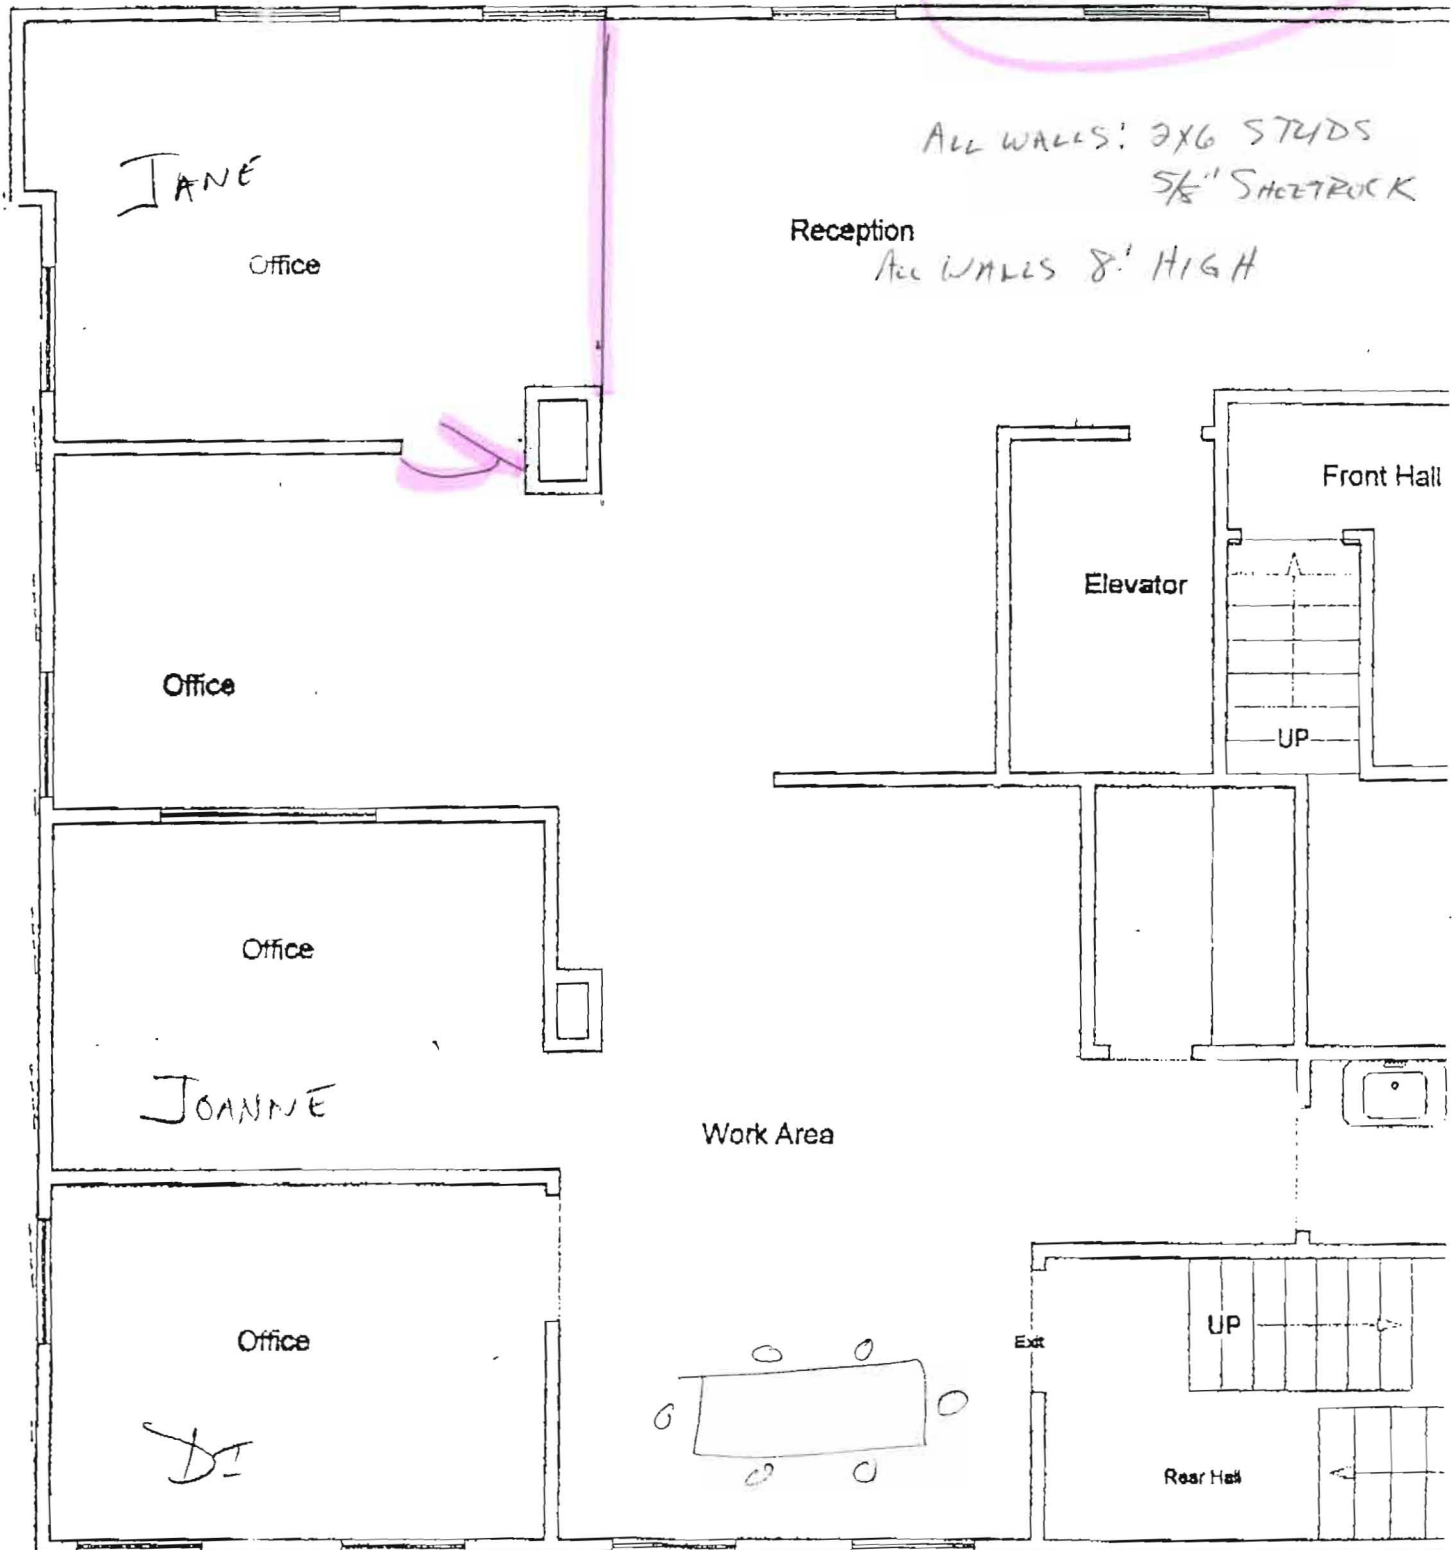 ALL WALLS: 2X6 STUDS
5/8" SHEETROCK
JANE
Reception
ALL WALLS 8' HIGH
Office
Front Hall
Elevator
Office
UP
Office
JOANNE
Work Area
Office
Exit
UP
DI
Rear Hall